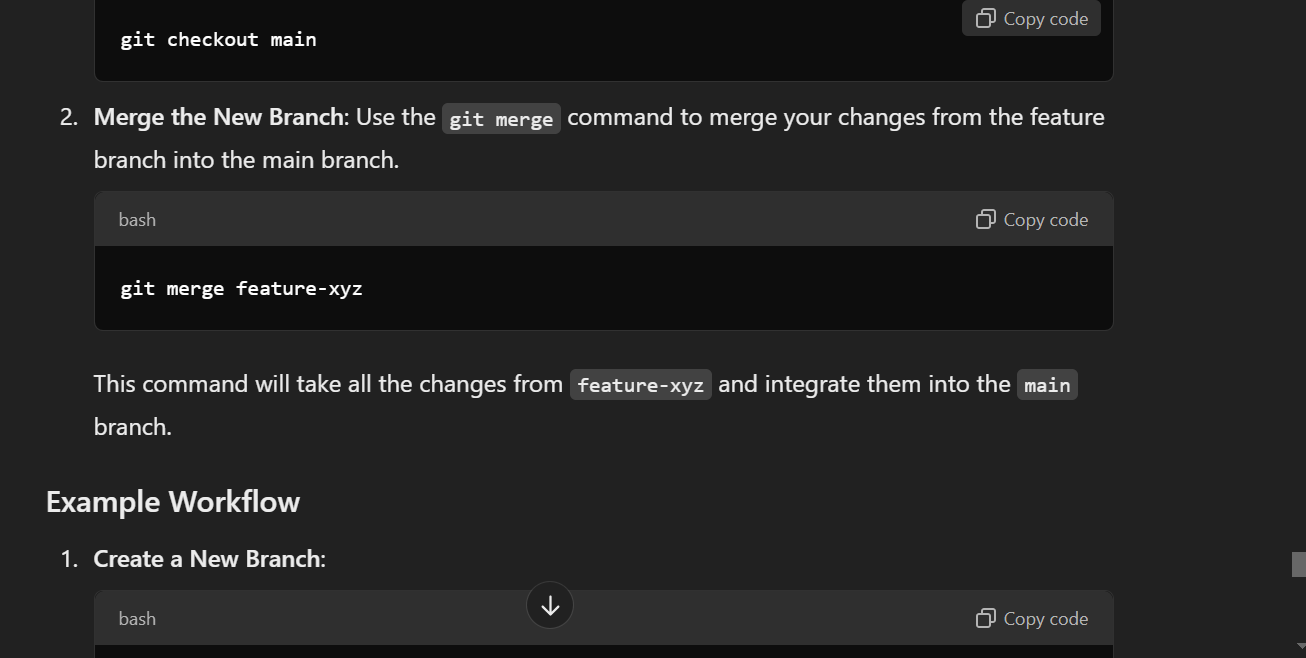 Copy code
git checkout main
2. Merge the New Branch: Use the git merge command to merge your changes from the feature
branch into the main branch.
bash Copy code
git merge feature-xyz
This command will take all the changes from feature-xyz and integrate them into the main
branch.
Example Workflow
1. Create a New Branch:
bash Copy code